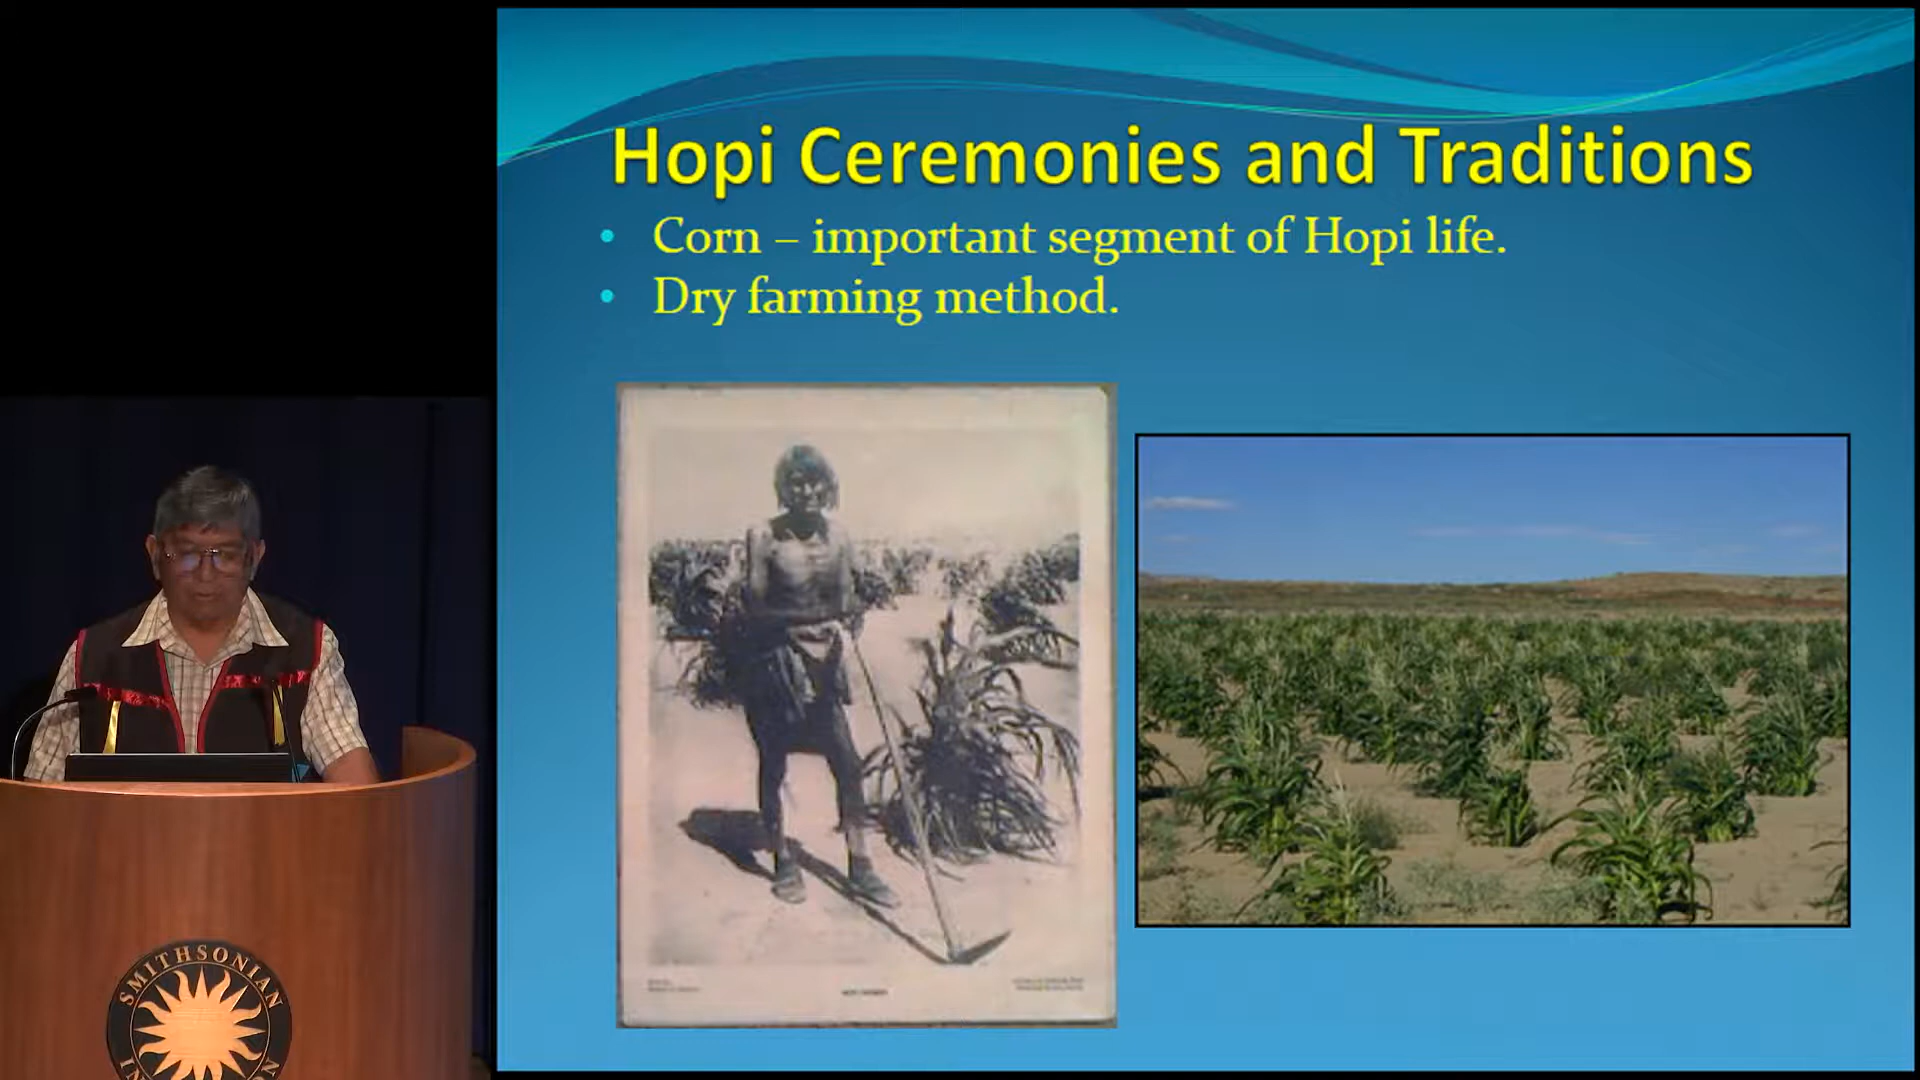 Hopi Ceremonies and Traditions
• Corn – important segment of Hopi life.
• Dry farming method.
SMITHSONIAN